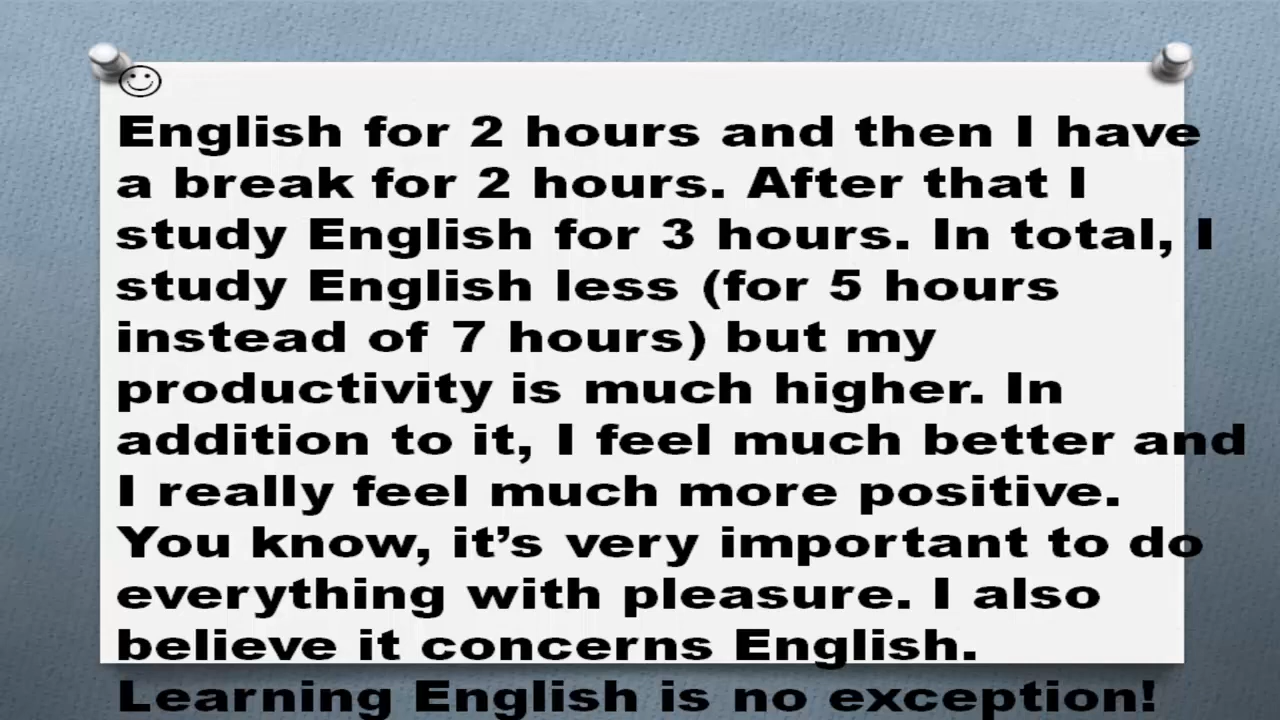 English for 2 hours and then I have
a break for 2 hours. After that I
study English for 3 hours. In total, I
study English less (for 5 hours
instead of 7 hours) but my
productivity is much higher. In
addition to it, I feel much better and
I really feel much more positive.
You know, it’s very important to do
everything with pleasure. I also
believe it concerns English.
Learning English is no exception!